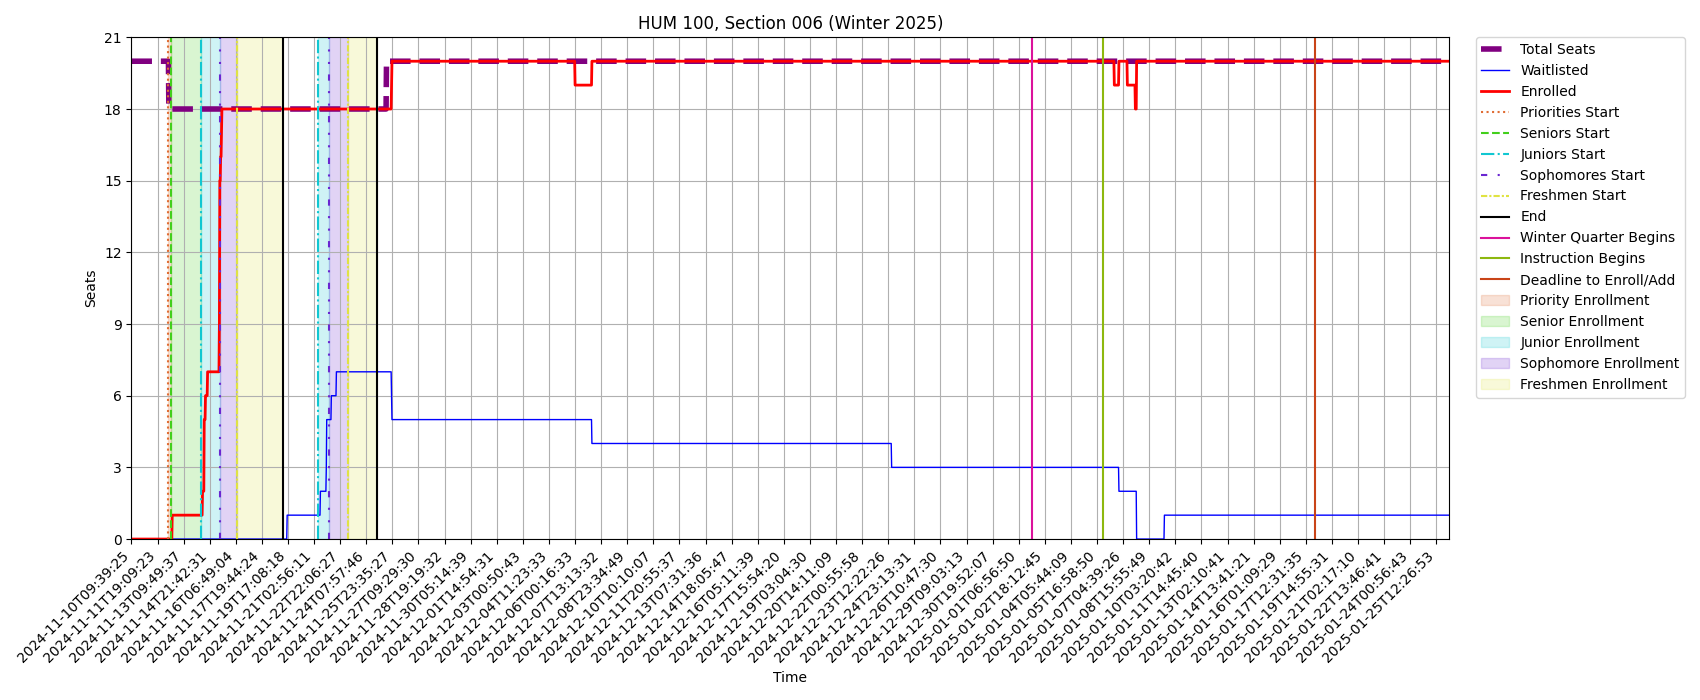 HUM 100, Section 006 (Winter 2025)
21
18
15
12
9
6
3
0
Seats
2024-11-10T09:39:25
2024-11-11T19:09:23
2024-11-13T09:49:37
2024-11-14T21:42:31
2024-11-16T06:49:04
2024-11-17T19:44:24
2024-11-19T17:08:18
2024-11-21T02:56:11
2024-11-22T22:06:27
2024-11-24T07:57:46
2024-11-25T23:35:27
2024-11-27T09:29:30
2024-11-28T19:19:32
2024-11-30T05:14:39
2024-12-01T14:54:31
2024-12-03T00:50:43
2024-12-04T11:23:33
2024-12-06T00:16:33
2024-12-07T13:13:32
2024-12-08T23:34:49
2024-12-10T10:10:07
2024-12-11T20:55:37
2024-12-13T07:31:36
2024-12-14T18:05:47
2024-12-16T05:11:39
2024-12-17T15:54:20
2024-12-19T03:04:30
2024-12-20T14:11:09
2024-12-22T00:55:58
2024-12-23T12:22:26
2024-12-24T23:13:31
2024-12-26T10:47:30
2024-12-29T09:03:13
2024-12-30T19:52:07
2025-01-01T06:56:50
2025-01-02T18:12:45
2025-01-04T05:44:09
2025-01-05T16:58:50
2025-01-07T04:39:26
2025-01-08T15:55:49
2025-01-10T03:20:42
2025-01-11T14:45:40
2025-01-13T02:10:41
2025-01-14T13:41:21
2025-01-16T01:09:29
2025-01-17T12:31:35
2025-01-19T14:55:31
2025-01-21T02:17:10
2025-01-22T13:46:41
2025-01-24T00:56:43
2025-01-25T12:26:53
Time
Total Seats
Waitlisted
Enrolled
Priorities Start
Seniors Start
Juniors Start
Sophomores Start
Freshmen Start
End
Winter Quarter Begins
Instruction Begins
Deadline to Enroll/Add
Priority Enrollment
Senior Enrollment
Junior Enrollment
Sophomore Enrollment
Freshmen Enrollment